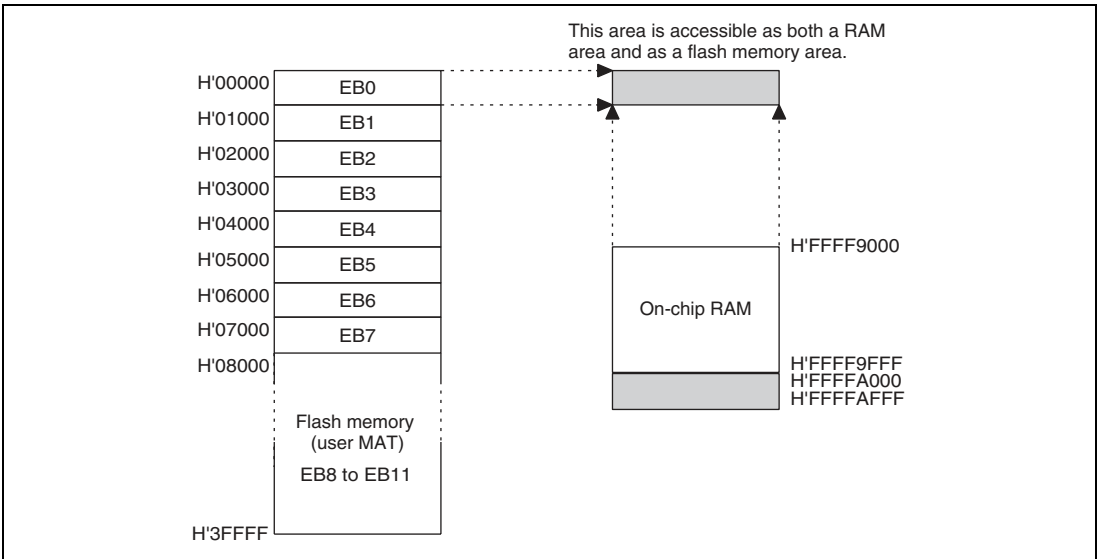 This area is accessible as both a RAM
area and as a flash memory area.
H'00000
EB0
H'01000
EB1
H'02000
EB2
H'03000
EB3
H'04000
EB4
H'05000
EB5
H'06000
EB6
H'07000
EB7
H'08000
Flash memory
(user MAT)
EB8 to EB11
H'3FFFF
H'FFFF9000
On-chip RAM
H'FFFF9FFF
H'FFFFA000
H'FFFFAFFF